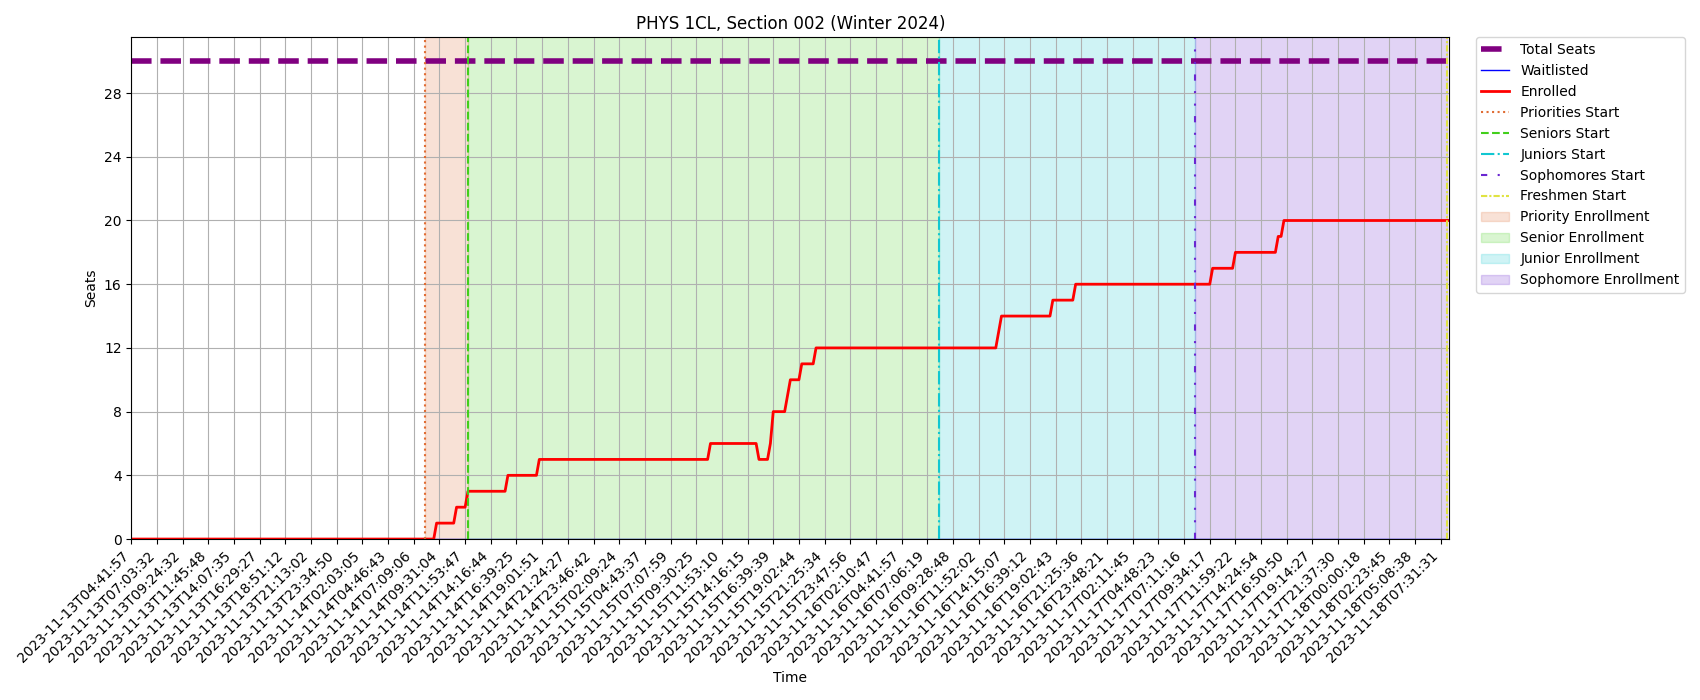 PHYS 1CL, Section 002 (Winter 2024)
Total Seats
Waitlisted
Enrolled
Priorities Start
Seniors Start
Juniors Start
Sophomores Start
Freshmen Start
Priority Enrollment
Senior Enrollment
Junior Enrollment
Sophomore Enrollment
Seats
28
24
20
16
12
8
4
0
2023-11-13T04:41:57
2023-11-13T07:03:32
2023-11-13T09:24:32
2023-11-13T11:45:48
2023-11-13T14:07:35
2023-11-13T16:29:27
2023-11-13T18:51:12
2023-11-13T21:13:02
2023-11-13T23:34:50
2023-11-14T02:03:05
2023-11-14T04:46:43
2023-11-14T07:09:06
2023-11-14T09:31:04
2023-11-14T11:53:47
2023-11-14T14:16:44
2023-11-14T16:39:25
2023-11-14T19:01:51
2023-11-14T21:24:27
2023-11-14T23:46:42
2023-11-15T02:09:24
2023-11-15T04:43:37
2023-11-15T07:07:59
2023-11-15T09:30:25
2023-11-15T11:53:10
2023-11-15T14:16:15
2023-11-15T16:39:39
2023-11-15T19:02:44
2023-11-15T21:25:34
2023-11-15T23:47:56
2023-11-16T02:10:47
2023-11-16T04:41:57
2023-11-16T07:06:19
2023-11-16T09:28:48
2023-11-16T11:52:02
2023-11-16T14:15:07
2023-11-16T16:39:12
2023-11-16T19:02:43
2023-11-16T21:25:36
2023-11-16T23:48:21
2023-11-17T02:11:45
2023-11-17T04:48:23
2023-11-17T07:11:16
2023-11-17T09:34:17
2023-11-17T11:59:22
2023-11-17T14:24:54
2023-11-17T16:50:50
2023-11-17T19:14:27
2023-11-17T21:37:30
2023-11-18T00:00:18
2023-11-18T02:23:45
2023-11-18T05:08:38
2023-11-18T07:31:31
Time